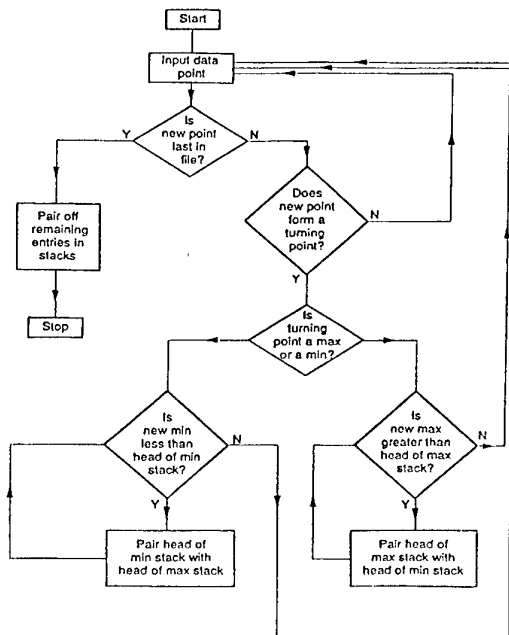 Start
Input data
point
Is
new point
last in
file?
Y
N
Pair off
remaining
entries in
stacks
Stop
Does
new point
form a
turning
point?
N
Y
Is
turning
point a max
or a min?
Is
new min
less than
head of min
stack?
N
Y
Pair head of
min stack with
head of max stack
Is
new max
greater than
head of max
stack?
N
Y
Pair head of
max stack with
head of min stack